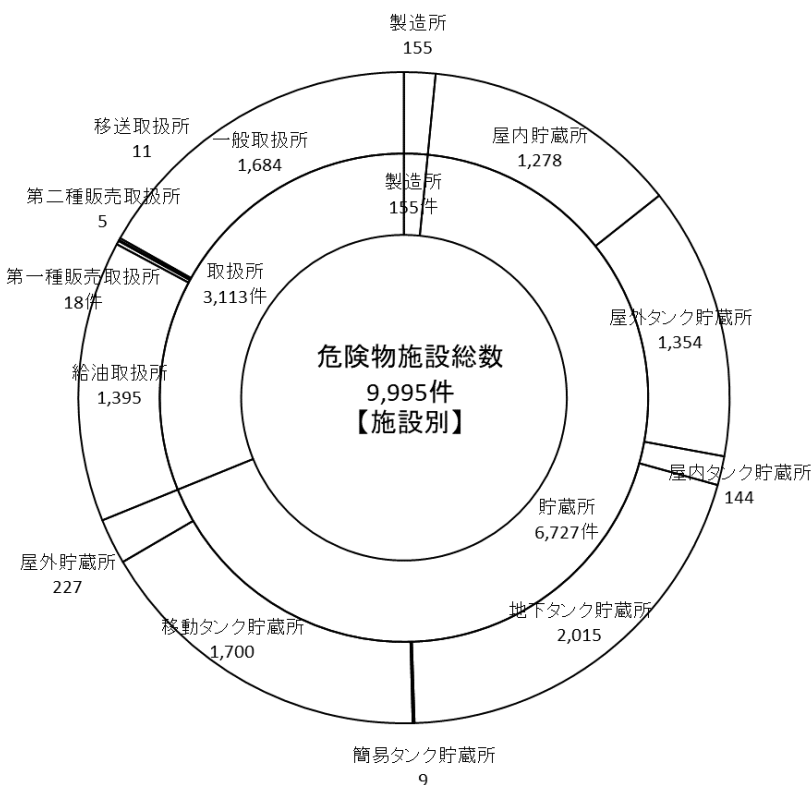 製造所
155
屋内貯蔵所
1,278
屋外タンク貯蔵所
1,354
屋内タンク貯蔵所
144
地下タンク貯蔵所
2,015
簡易タンク貯蔵所
9
移動タンク貯蔵所
1,700
屋外貯蔵所
227
給油取扱所
1,395
第一種販売取扱所
18件
第二種販売取扱所
5
移送取扱所
11
一般取扱所
1,684
製造所
155件
貯蔵所
6,727件
取扱所
3,113件
危険物施設総数
9,995件
【施設別】